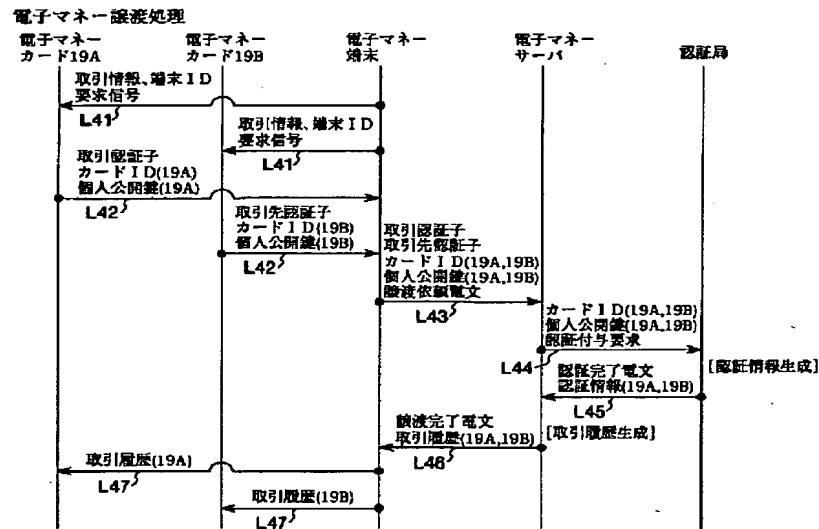 電子マネー譲渡処理
電子マネー
カード19A
電子マネー
カード19B
電子マネー
端末
電子マネー
サーバ
認証局
取引情報、端末ID
要求信号
L41
取引情報、端末ID
要求信号
L41
取引認証子
カードID(19A)
個人公開鍵(19A)
L42
取引先認証子
カードID(19B)
個人公開鍵(19B)
L42
取引認証子
取引先認証子
カードID(19A,19B)
個人公開鍵(19A,19B)
譲渡依頼電文
L43
カードID(19A,19B)
個人公開鍵(19A,19B)
認証付与要求
L44
[認証情報生成]
認証完了電文
認証情報(19A,19B)
L45
譲渡完了電文
取引履歴(19A,19B)
[取引履歴生成]
L46
取引履歴(19A)
L47
取引履歴(19B)
L47